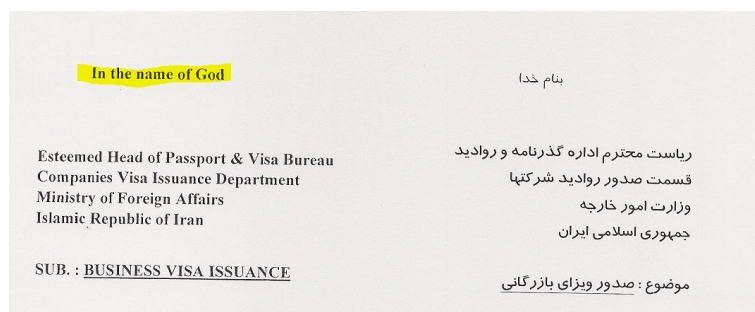 In the name of God
Esteemed Head of Passport & Visa Bureau
Companies Visa Issuance Department
Ministry of Foreign Affairs
Islamic Republic of Iran
SUB. : BUSINESS VISA ISSUANCE
بنام خدا
ریاست محترم اداره گذرنامه و روادید
قسمت صدور روادید شرکتها
وزارت امور خارجه
جمهوری اسلامی ایران
موضوع : صدور ویزای بازرگانی